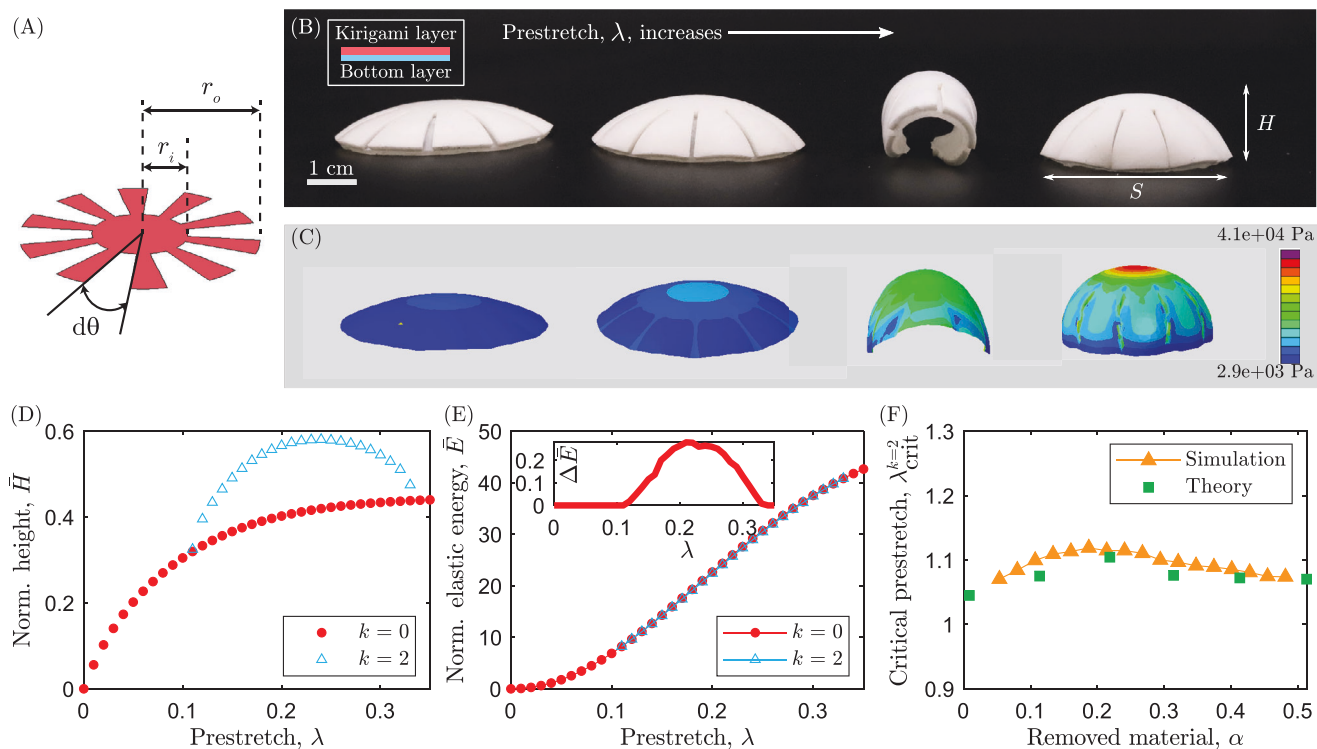 (A)
r_o
r_i
dθ
(B)
Kirigami layer
Bottom layer
Prestretch, λ, increases
1 cm
H
S
(C)
4.1e+04 Pa
2.9e+03 Pa
(D)
Norm. height, H̄
0.6
0.4
0.2
0
0 0.1 0.2 0.3
Prestretch, λ
k = 0
k = 2
(E)
Norm. elastic energy, Ē
50
40
30
20
10
0
0 0.1 0.2 0.3
Prestretch, λ
ΔĒ
0.2
0.1
0
0 0.1 0.2 0.3
λ
k = 0
k = 2
(F)
Critical prestretch, λ_crit^{k=2}
1.3
1.2
1.1
1
0.9
0 0.1 0.2 0.3 0.4 0.5
Removed material, α
Simulation
Theory